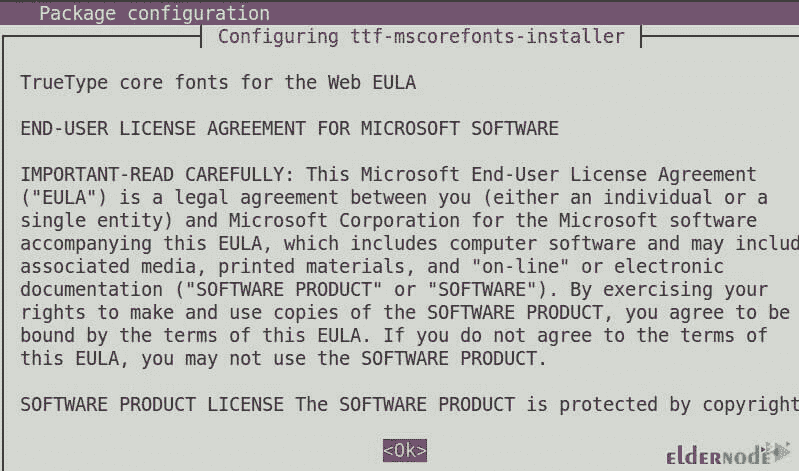 Package configuration
Configuring ttf-mscorefonts-installer
TrueType core fonts for the Web EULA
END-USER LICENSE AGREEMENT FOR MICROSOFT SOFTWARE
IMPORTANT-READ CAREFULLY: This Microsoft End-User License Agreement
("EULA") is a legal agreement between you (either an individual or a
single entity) and Microsoft Corporation for the Microsoft software
accompanying this EULA, which includes computer software and may includ
associated media, printed materials, and "on-line" or electronic
documentation ("SOFTWARE PRODUCT" or "SOFTWARE"). By exercising your
rights to make and use copies of the SOFTWARE PRODUCT, you agree to be
bound by the terms of this EULA. If you do not agree to the terms of
this EULA, you may not use the SOFTWARE PRODUCT.
SOFTWARE PRODUCT LICENSE The SOFTWARE PRODUCT is protected by copyright
<Ok>
ELDERNODE